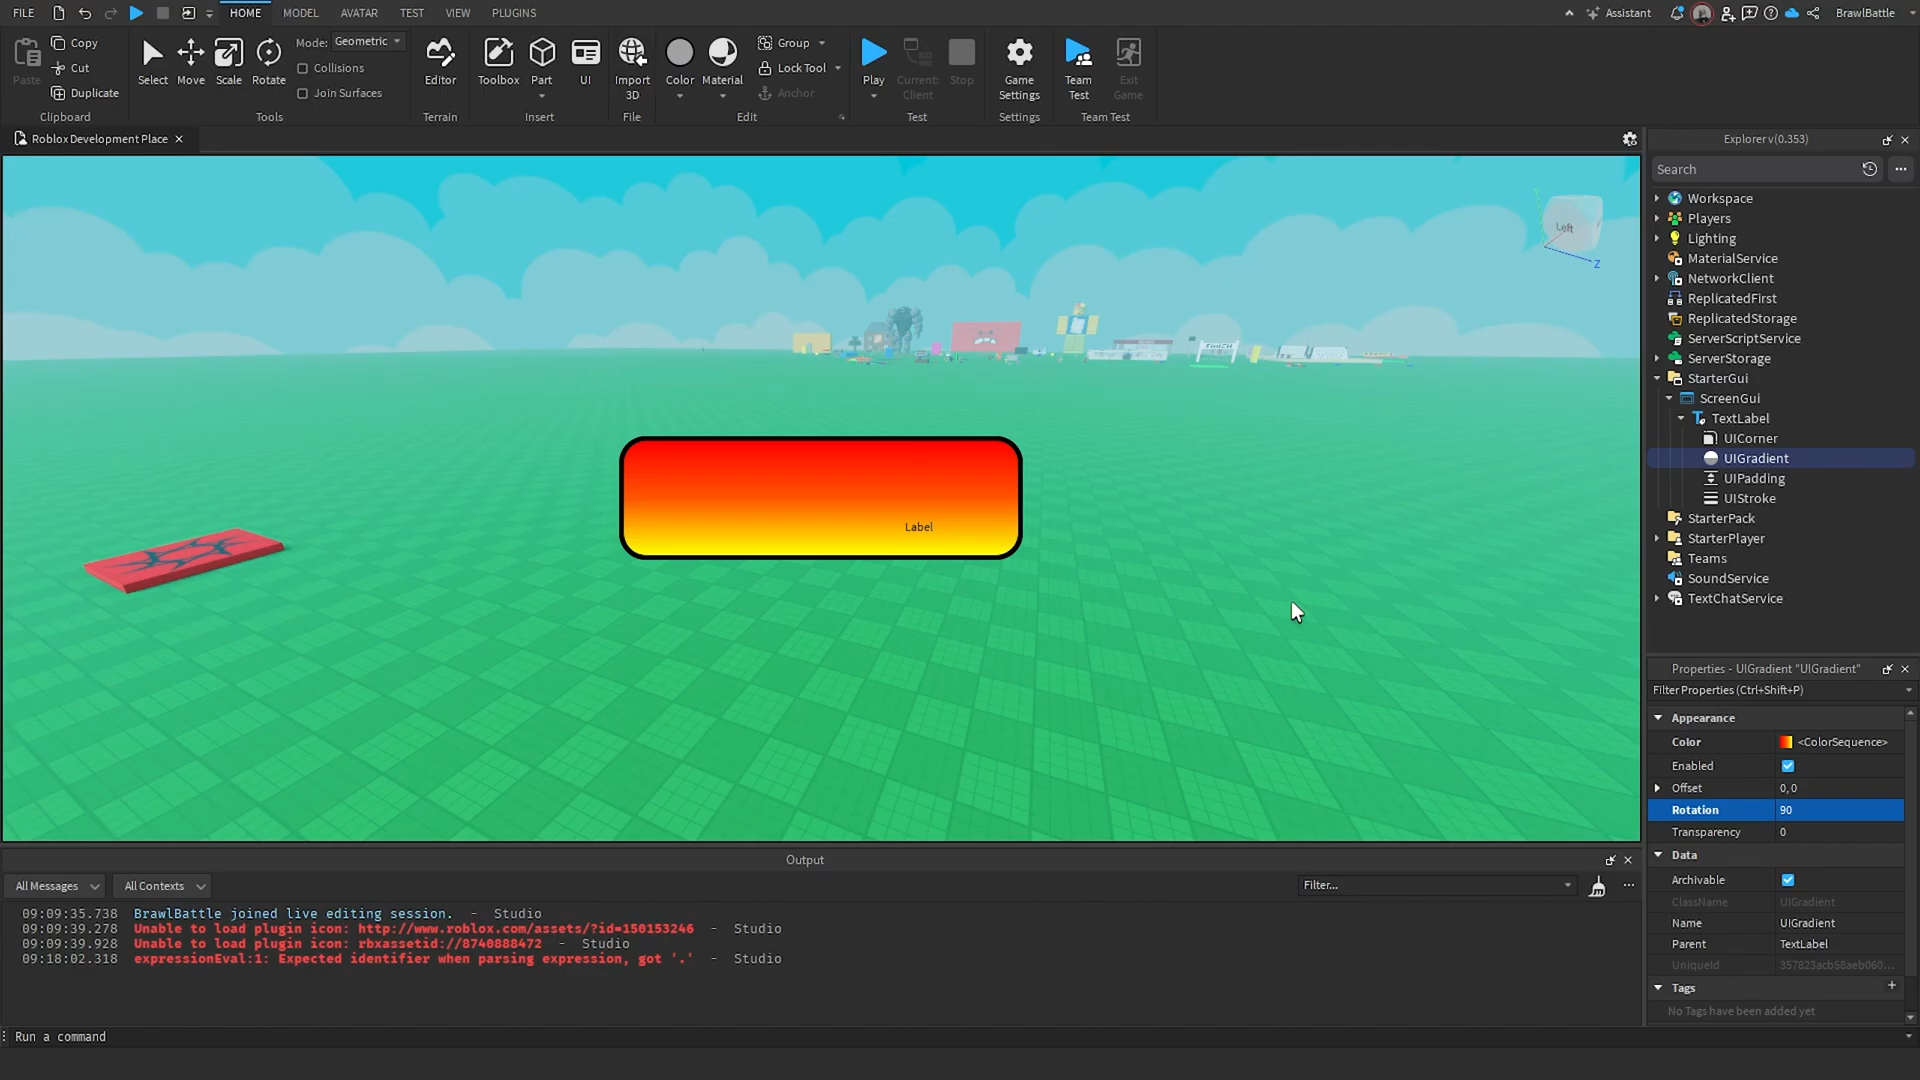 FILE HOME MODEL AVATAR TEST VIEW PLUGINS Assistant BrawlBattle
Copy
Cut
Duplicate
Paste
Clipboard
Select Move Scale Rotate
Mode: Geometric
Collisions
Join Surfaces
Tools
Editor
Terrain
Toolbox Part UI
Insert
Import
3D
File
Color Material
Group
Lock Tool
Anchor
Edit
Play
Current:
Client
Stop
Test
Game
Settings
Settings
Team
Test
Exit
Game
Team Test
Roblox Development Place
Left
Y
Z
Label
Explorer v(0.353)
Search
Workspace
Players
Lighting
MaterialService
NetworkClient
ReplicatedFirst
ReplicatedStorage
ServerScriptService
ServerStorage
StarterGui
ScreenGui
TextLabel
UICorner
UIGradient
UIPadding
UIStroke
StarterPack
StarterPlayer
Teams
SoundService
TextChatService
Properties - UIGradient "UIGradient"
Filter Properties (Ctrl+Shift+P)
Appearance
Color <ColorSequence>
Enabled
Offset 0,0
Rotation 90
Transparency 0
Data
Archivable
ClassName UIGradient
Name UIGradient
Parent TextLabel
UniqueId 357823acb56aeb060...
Tags +
No Tags have been added yet
Output
All Messages All Contexts Filter...
09:09:35.738 BrawlBattle joined live editing session. - Studio
09:09:39.278 Unable to load plugin icon: http://www.roblox.com/assets/?id=150153246 - Studio
09:09:39.928 Unable to load plugin icon: rbxassetid://8740888472 - Studio
09:18:02.318 expressionEval:1: Expected identifier when parsing expression, got '.' - Studio
Run a command